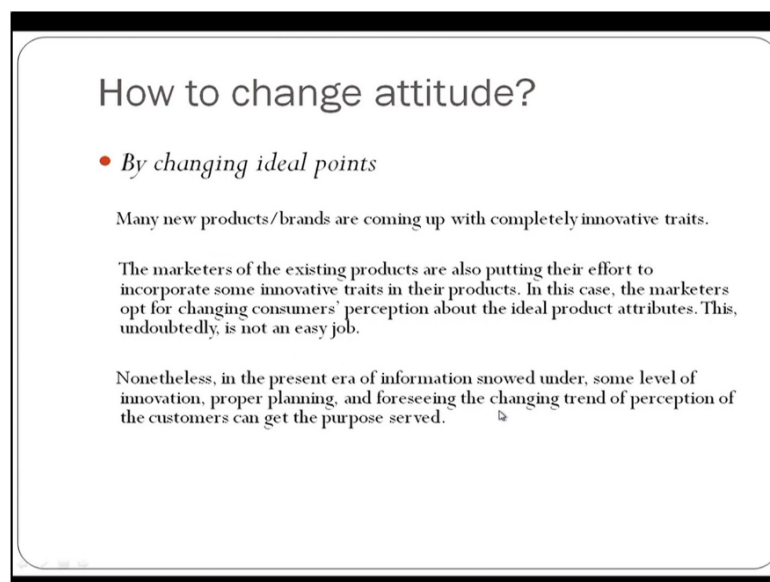 How to change attitude?
By changing ideal points
Many new products/brands are coming up with completely innovative traits.
The marketers of the existing products are also putting their effort to
incorporate some innovative traits in their products. In this case, the marketers
opt for changing consumers' perception about the ideal product attributes. This,
undoubtedly, is not an easy job.
Nonetheless, in the present era of information snowed under, some level of
innovation, proper planning, and foreseeing the changing trend of perception of
the customers can get the purpose served.